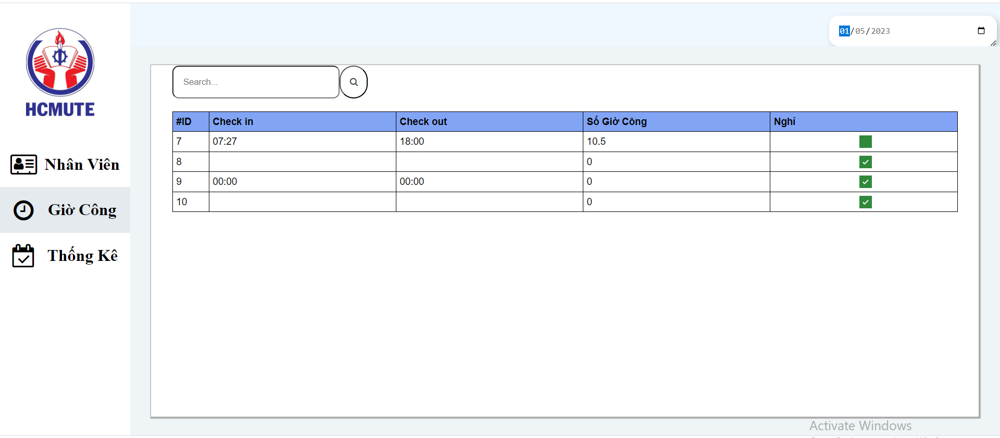 01/05/2023
HCMUTE
Nhân Viên
Giờ Công
Thống Kê
Search...
#ID Check in Check out Số Giờ Công Nghỉ
7 07:27 18:00 10.5
8 0
9 00:00 00:00 0
10 0
Activate Windows